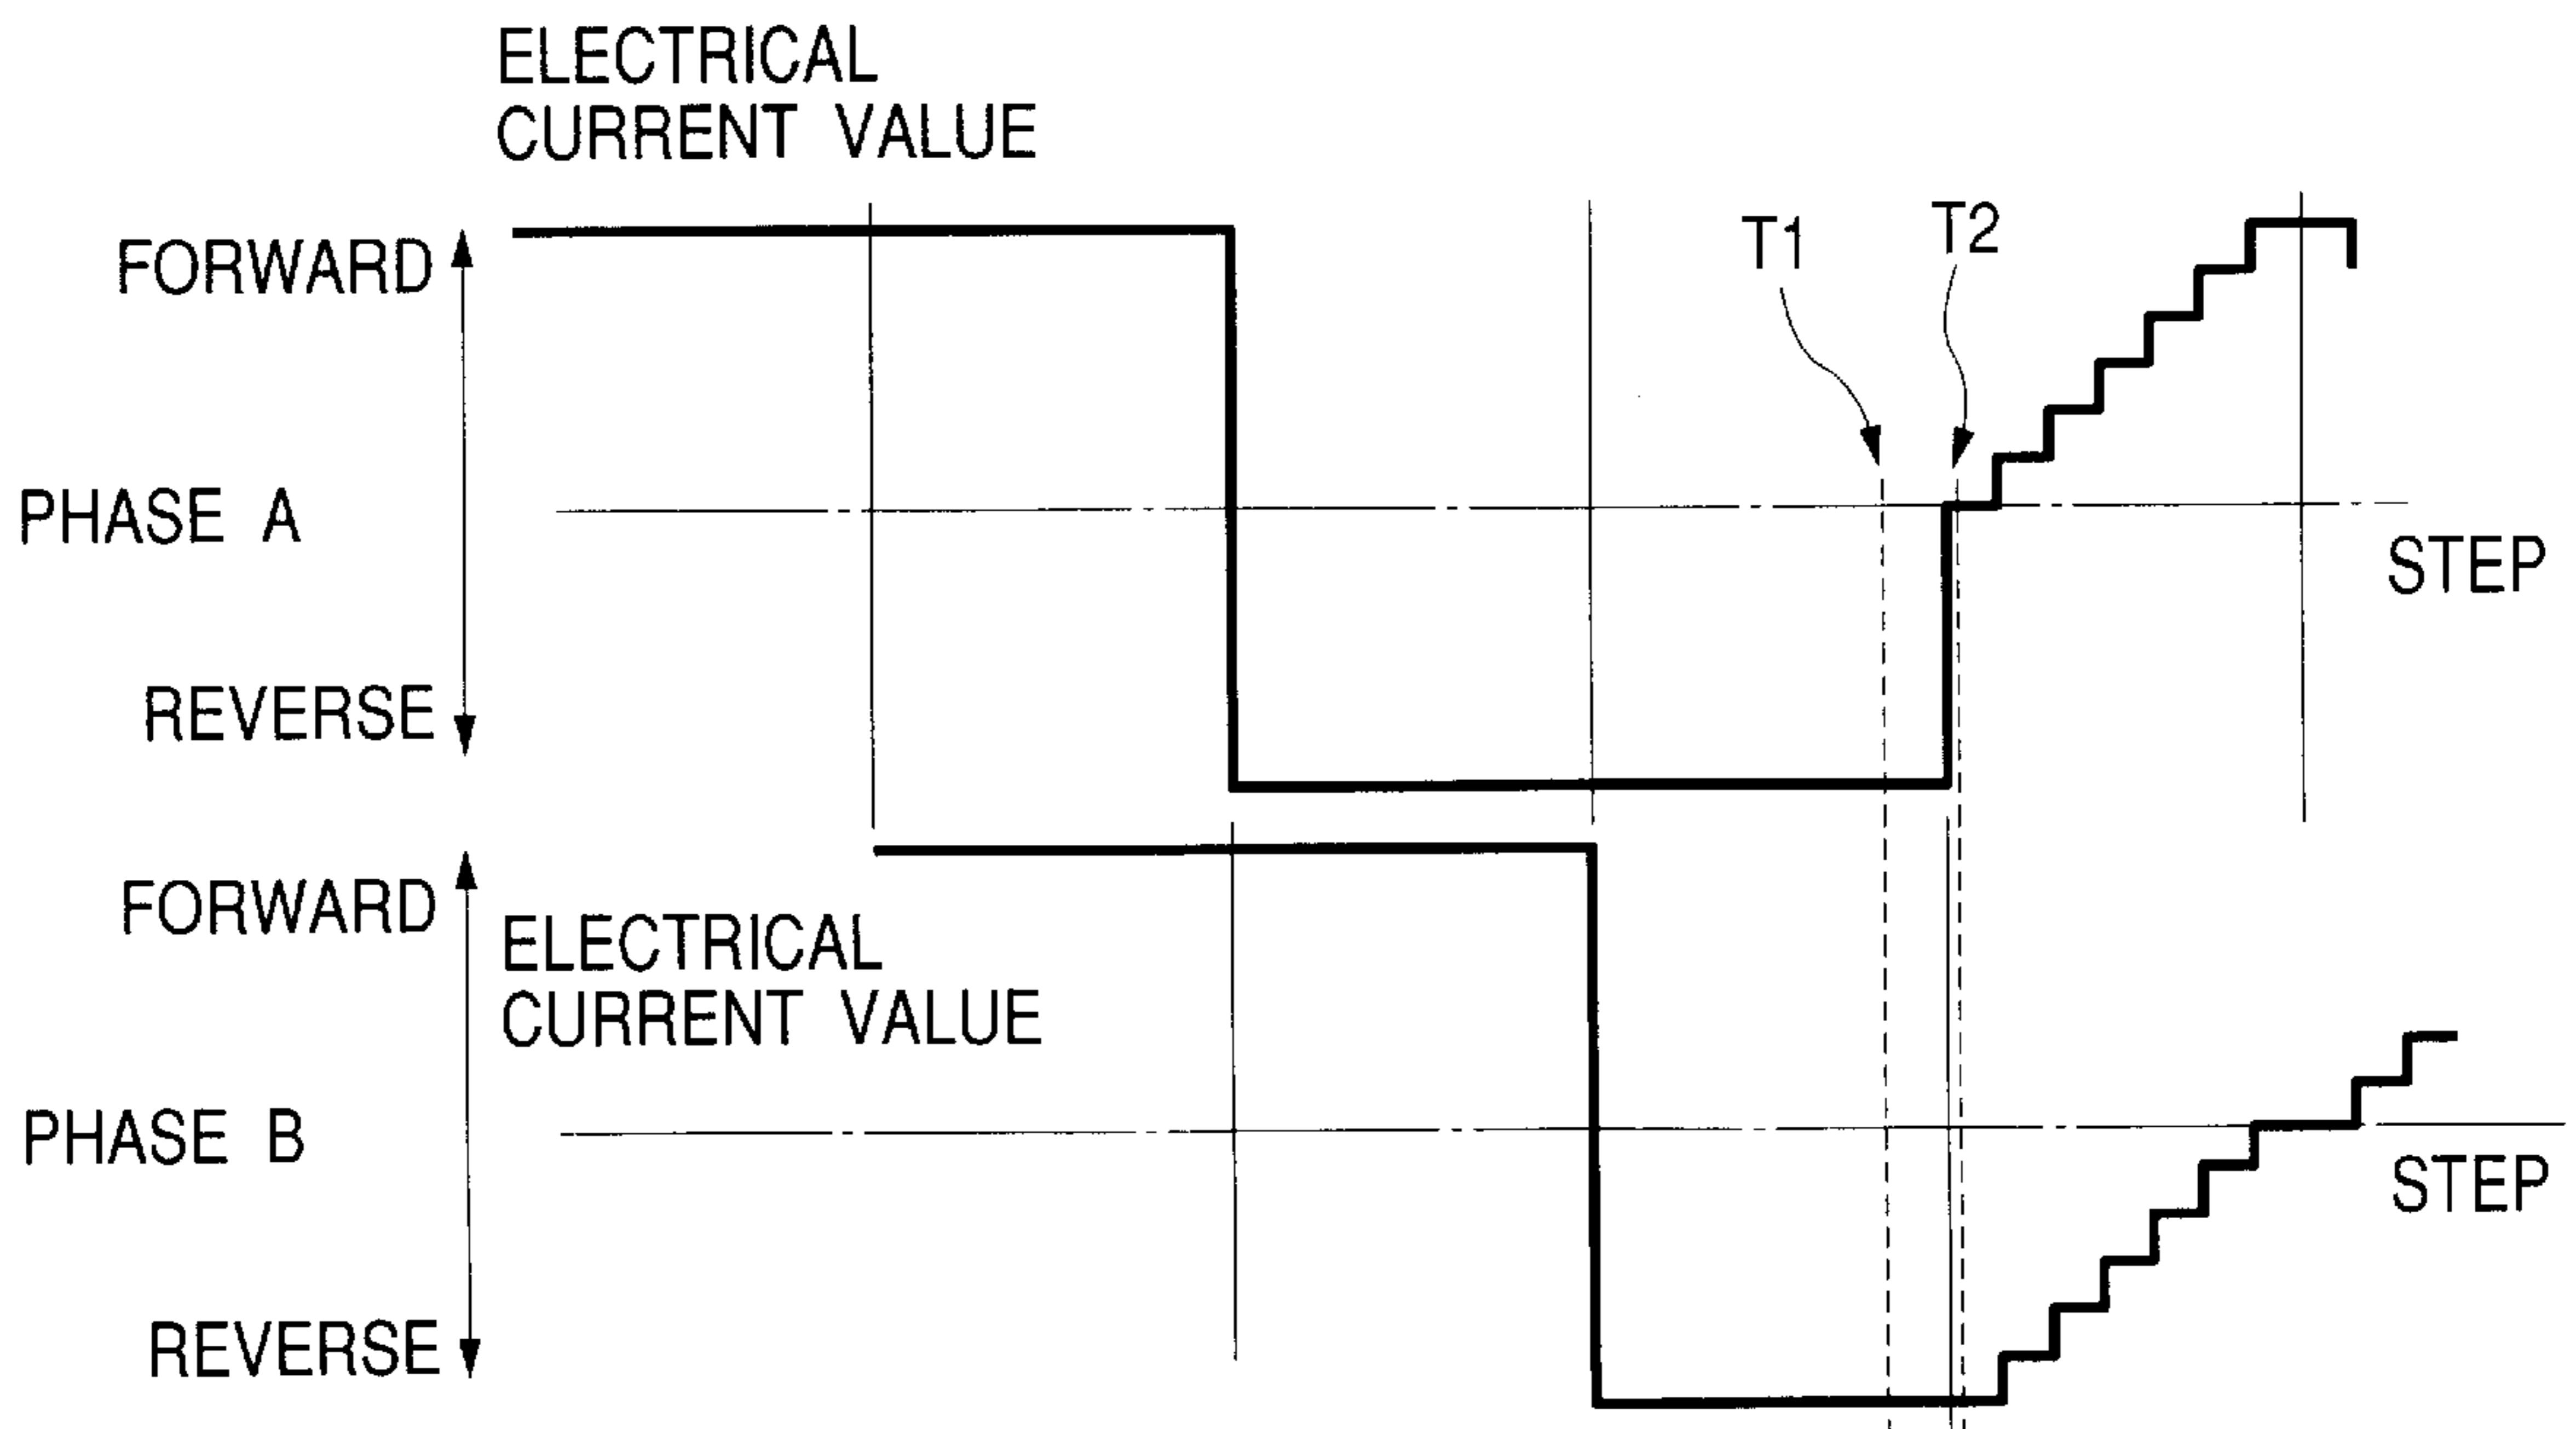 ELECTRICAL
CURRENT VALUE
FORWARD
T1
T2
PHASE A
STEP
REVERSE
FORWARD
ELECTRICAL
CURRENT VALUE
PHASE B
STEP
REVERSE